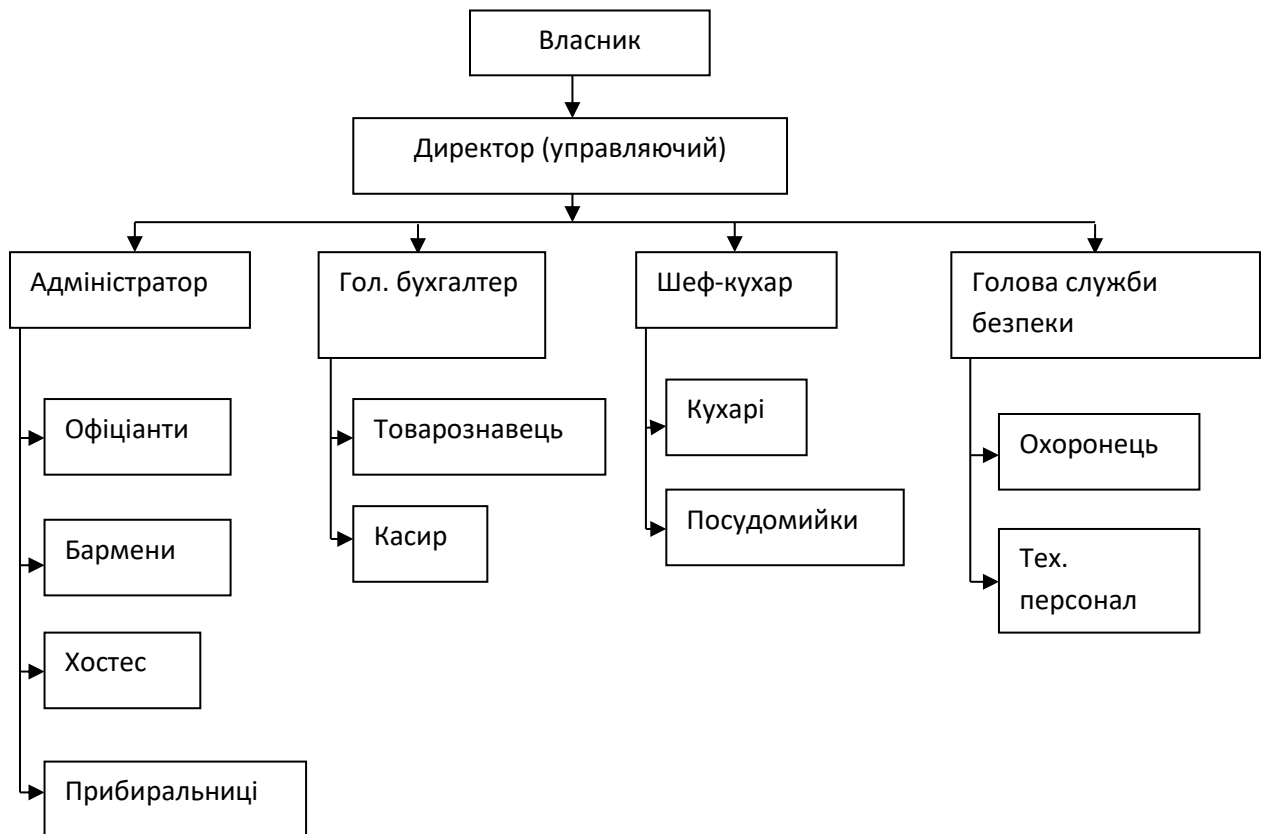 Власник
Директор (управляючий)
Адміністратор
Гол. бухгалтер
Шеф-кухар
Голова служби
безпеки
Офіціанти
Бармени
Хостес
Прибиральниці
Товарознавець
Касир
Кухарі
Посудомийки
Охоронець
Тех.
персонал